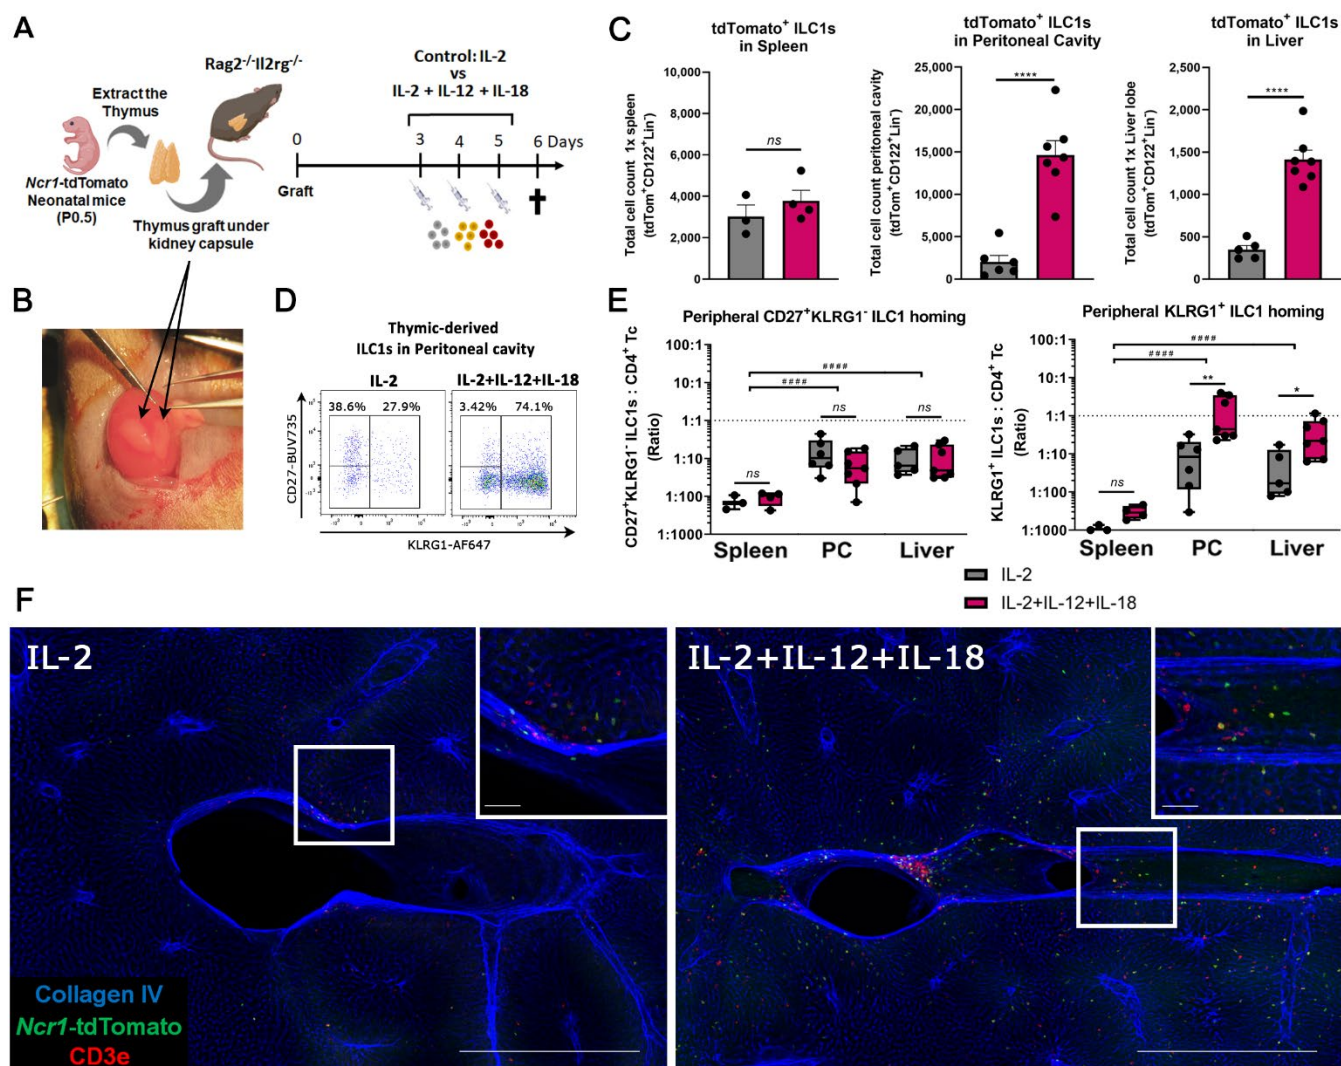 A
Rag2-/-Il2rg-/-
Extract the
Thymus
Ncr1-tdTomato
Neonatal mice
(P0.5)
Thymus graft under
kidney capsule
Control: IL-2
vs
IL-2 + IL-12 + IL-18
0
3
4
5
6 Days
Graft
B
C
tdTomato+ ILC1s
in Spleen
Total cell count 1x spleen
(tdTom+CD122+Lin-)
10,000
8,000
6,000
4,000
2,000
0
ns
tdTomato+ ILC1s
in Peritoneal Cavity
Total cell count peritoneal cavity
(tdTom+CD122+Lin-)
25,000
20,000
15,000
10,000
5,000
0
****
tdTomato+ ILC1s
in Liver
Total cell count 1x Liver lobe
(tdTom+CD122+Lin-)
2,500
2,000
1,500
1,000
500
0
****
D
Thymic-derived
ILC1s in Peritoneal cavity
IL-2
IL-2+IL-12+IL-18
38.6%
27.9%
3.42%
74.1%
CD27-BUV735
KLRG1-AF647
E
Peripheral CD27+KLRG1- ILC1 homing
CD27+KLRG1- ILC1s : CD4+ Tc
(Ratio)
100:1
10:1
1:1
1:10
1:100
1:1000
####
####
ns
ns
ns
Spleen
PC
Liver
Peripheral KLRG1+ ILC1 homing
KLRG1+ ILC1s : CD4+ Tc
(Ratio)
100:1
10:1
1:1
1:10
1:100
1:1000
####
####
**
*
ns
Spleen
PC
Liver
IL-2
IL-2+IL-12+IL-18
F
IL-2
IL-2+IL-12+IL-18
Collagen IV
Ncr1-tdTomato
CD3e